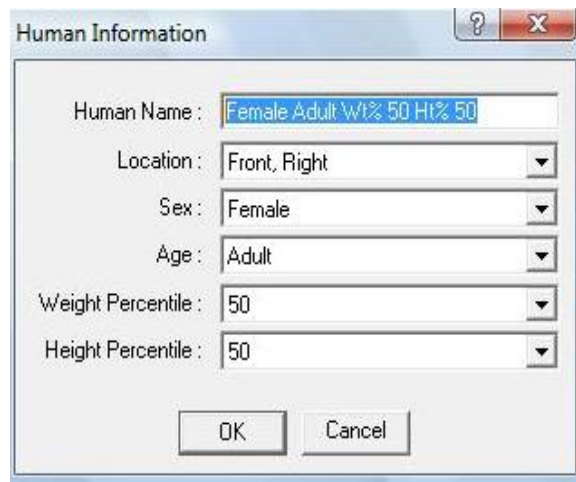 Human Information
?
X
Human Name : Female Adult Wt% 50 Ht% 50
Location : Front, Right
Sex : Female
Age : Adult
Weight Percentile : 50
Height Percentile : 50
OK Cancel